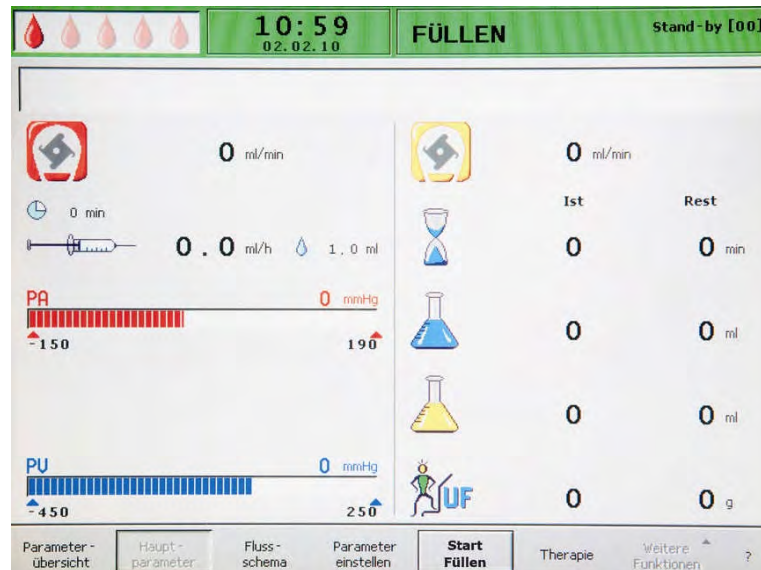 10:59
02.02.10
FÜLLEN
Stand-by [00]
0 ml/min
0 ml/min
0 min
0.0 ml/h
1.0 ml
Ist Rest
0 0 min
PA 0 mmHg
-150 190
0 0 ml
0 0 ml
PV 0 mmHg
-450 250
UF 0 0 g
Parameter-
übersicht
Haupt-
parameter
Fluss-
schema
Parameter
einstellen
Start
Füllen
Therapie
Weitere
Funktionen
?